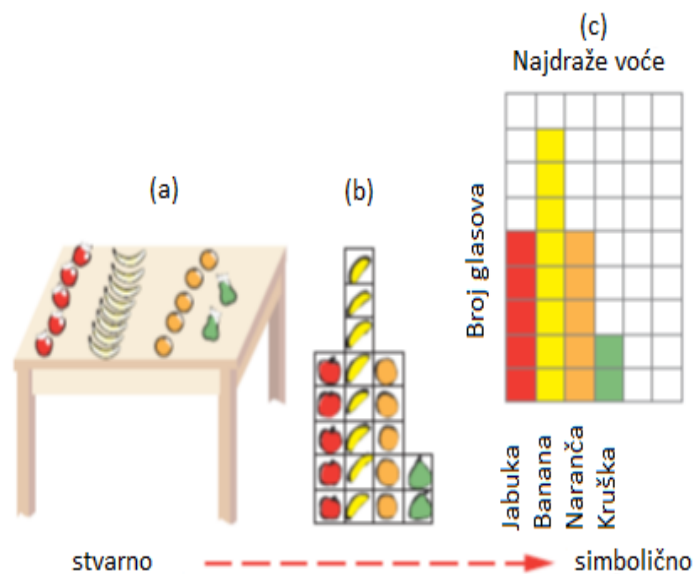 (c)
Najdraže voće
(a)
(b)
Broj glasova
Jabuka
Banana
Naranča
Kruška
stvarno
simbolično